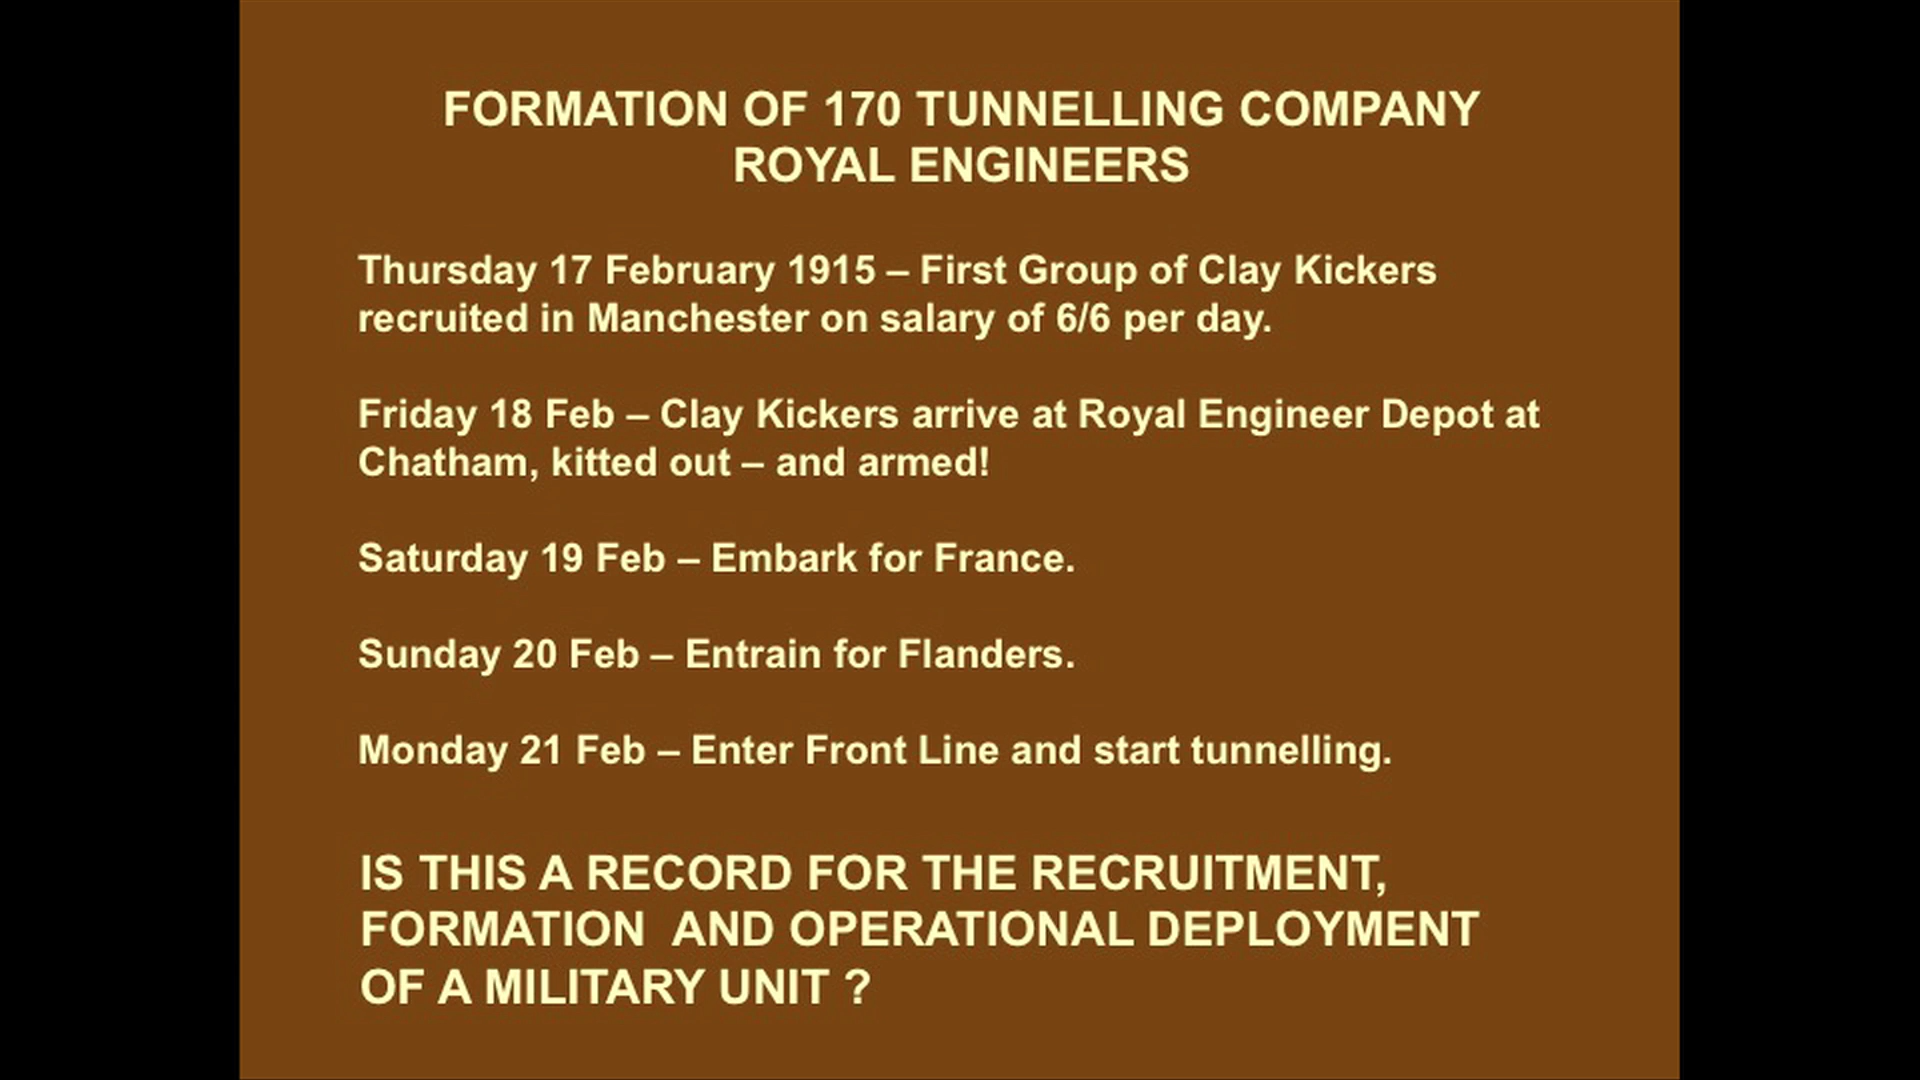 FORMATION OF 170 TUNNELLING COMPANY
ROYAL ENGINEERS
Thursday 17 February 1915 – First Group of Clay Kickers
recruited in Manchester on salary of 6/6 per day.
Friday 18 Feb – Clay Kickers arrive at Royal Engineer Depot at
Chatham, kitted out – and armed!
Saturday 19 Feb – Embark for France.
Sunday 20 Feb – Entrain for Flanders.
Monday 21 Feb – Enter Front Line and start tunnelling.
IS THIS A RECORD FOR THE RECRUITMENT,
FORMATION  AND OPERATIONAL DEPLOYMENT
OF A MILITARY UNIT ?